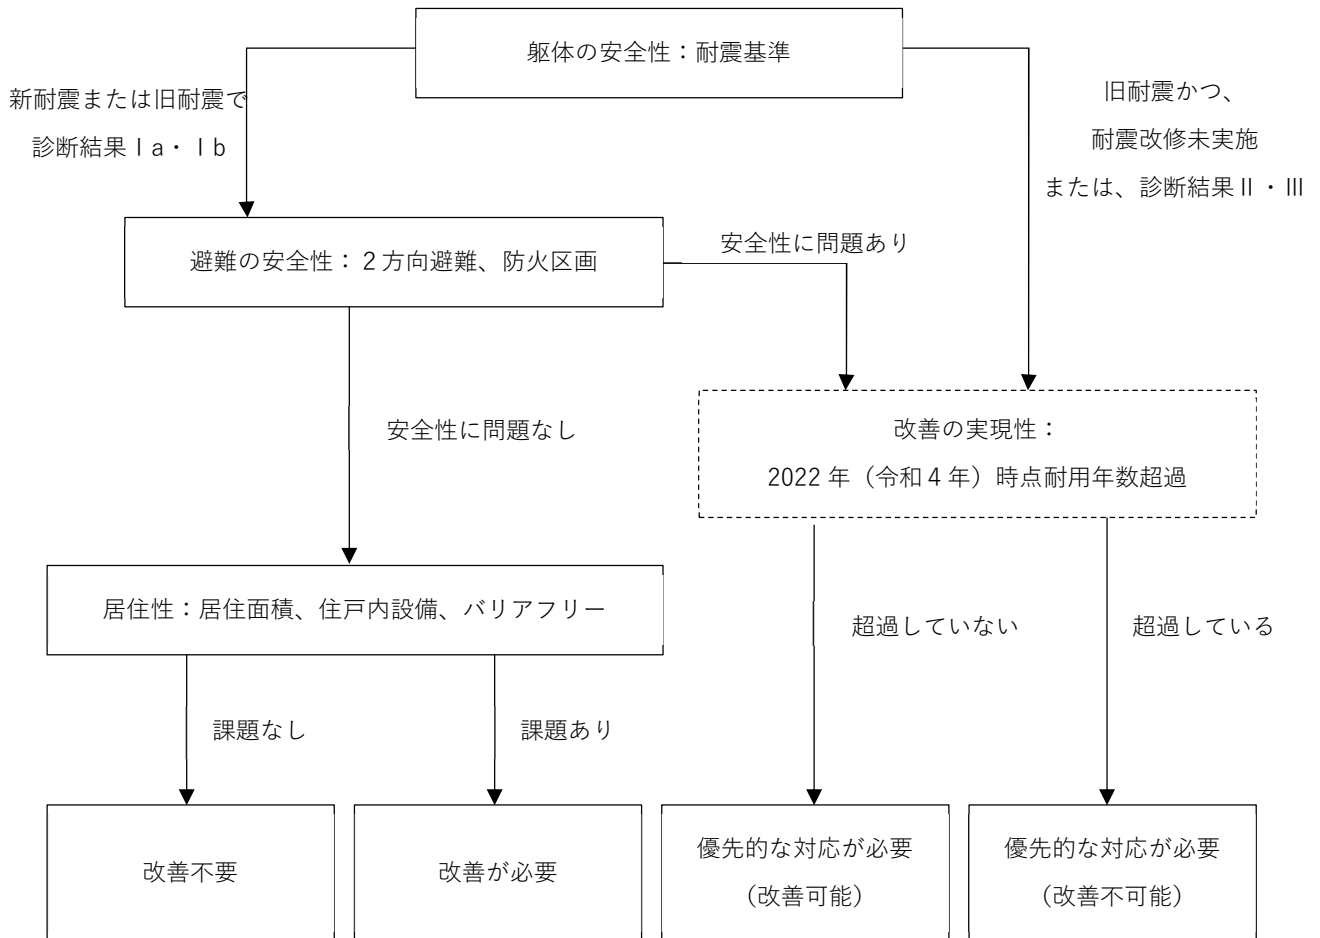 躯体の安全性：耐震基準
新耐震または旧耐震で
診断結果Ⅰa・Ⅰb
旧耐震かつ、
耐震改修未実施
または、診断結果Ⅱ・Ⅲ
避難の安全性：２方向避難、防火区画
安全性に問題あり
安全性に問題なし
改善の実現性：
2022 年（令和４年）時点耐用年数超過
居住性：居住面積、住戸内設備、バリアフリー
超過していない
超過している
課題なし
課題あり
改善不要
改善が必要
優先的な対応が必要
（改善可能）
優先的な対応が必要
（改善不可能）